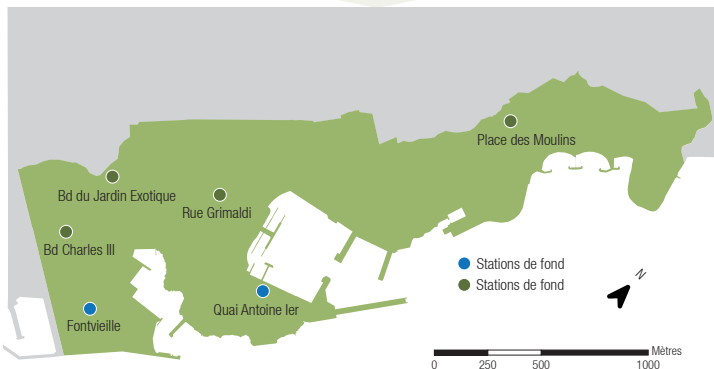 Place des Moulins
Bd du Jardin Exotique
Rue Grimaldi
Bd Charles III
Stations de fond
Stations de fond
N
Quai Antoine Ier
Fontvieille
Mètres
0 250 500 1000